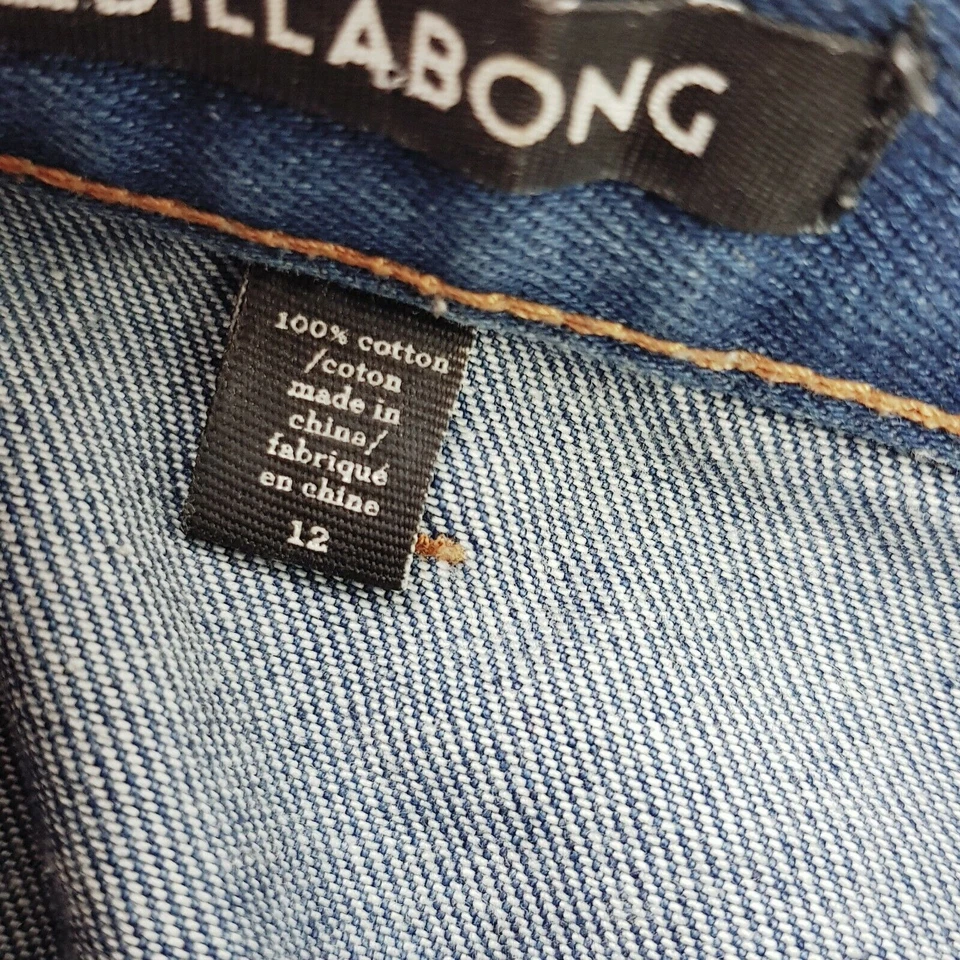 BILLABONG
100% cotton
/coton
made in
china/
fabriqué
en chine
12